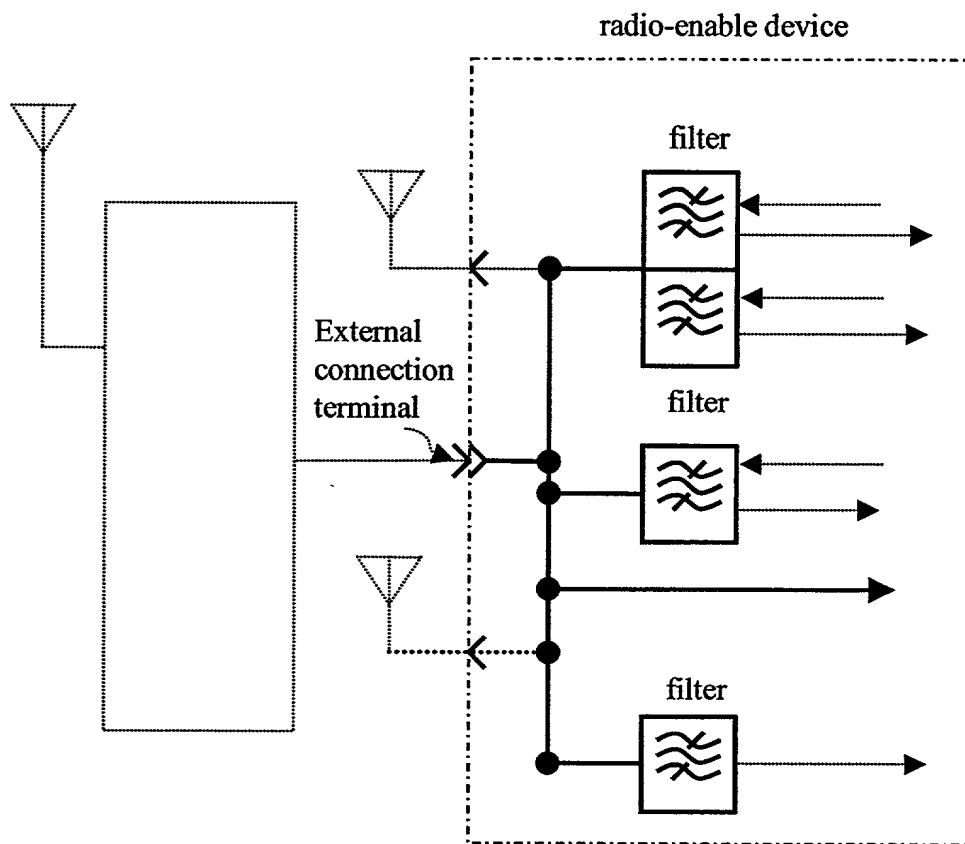 radio-enable device
filter
External
connection
terminal
filter
filter